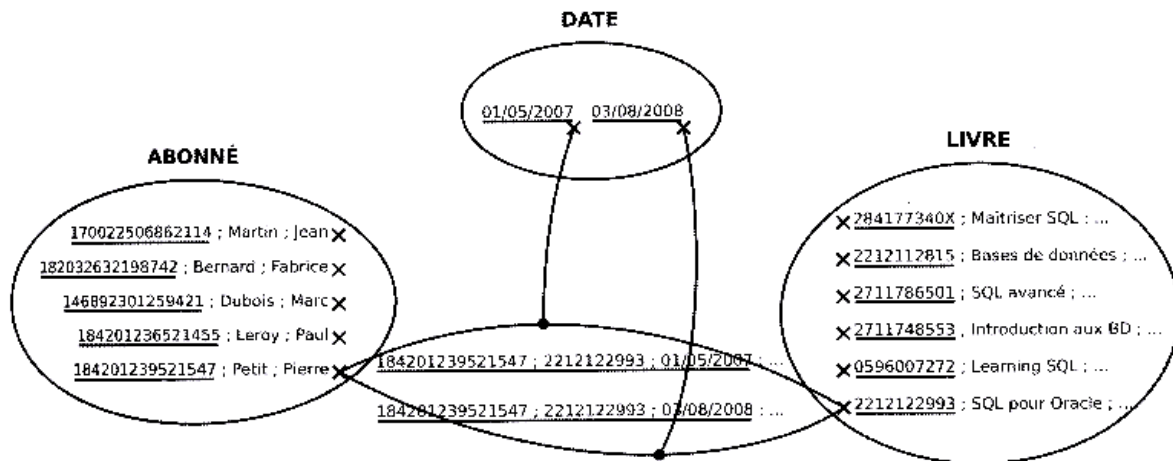 DATE
01/05/2007 03/08/2008
ABONNÉ
170022506862114 ; Martin ; Jean
182032632198742 ; Bernard ; Fabrice
146892301259421 ; Dubois ; Marc
184201236521455 ; Leroy ; Paul
184201239521547 ; Petit ; Pierre
184201239521547 ; 2212122993 ; 01/05/2007 ; ...
184201239521547 ; 2212122993 ; 03/08/2008 ; ...
LIVRE
284177340X ; Maîtriser SQL ; ...
2212112815 ; Bases de données ; ...
2711786501 ; SQL avancé ; ...
2711748553 ; Introduction aux BD ; ...
0596007272 ; Learning SQL ; ...
2212122993 ; SQL pour Oracle ; ...